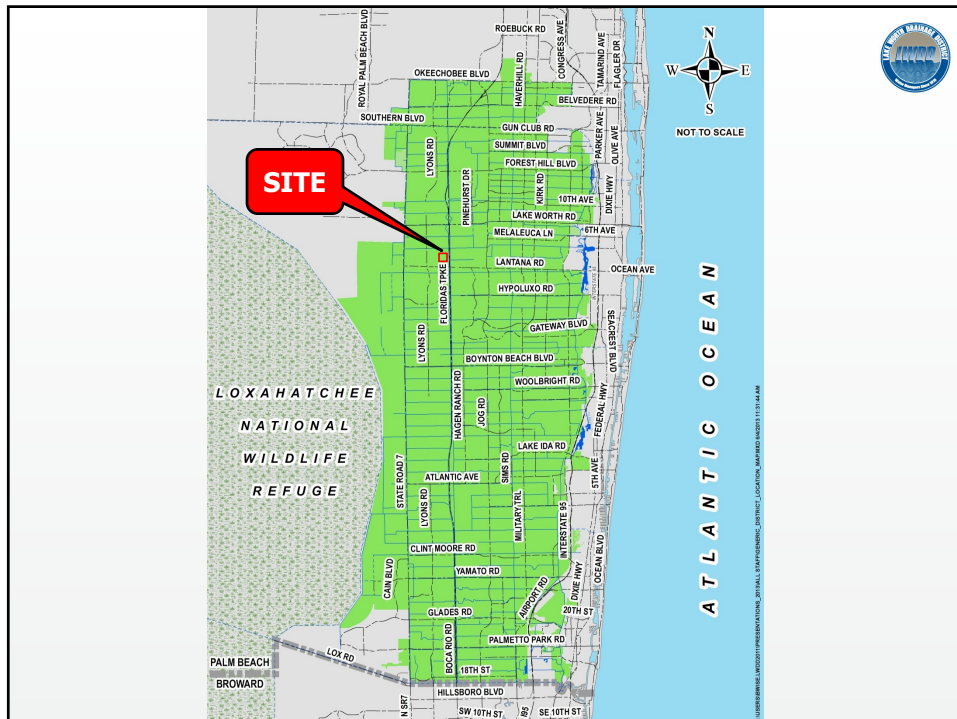 ROEBUCK RD
CONGRESS AVE
TAMARIND AVE
FLAGLER DR
ROYAL PALM BEACH BLVD
OKEECHOBEE BLVD
HAVERHILL RD
BELVEDERE RD
SOUTHERN BLVD
GUN CLUB RD
PARKER AVE
OLIVE AVE
LYONS RD
SUMMIT BLVD
FOREST HILL BLVD
PINEHURST DR
KIRK RD
10TH AVE
DIXIE HWY
LAKE WORTH RD
MELALEUCA LN
6TH AVE
SITE
LANTANA RD
OCEAN AVE
FLORIDAS TPKE
HYPOLUXO RD
GATEWAY BLVD
SEACREST BLVD
LYONS RD
BOYNTON BEACH BLVD
WOOLBRIGHT RD
HAGEN RANCH RD
JOG RD
FEDERAL HWY
LAKE IDA RD
SIMS RD
5TH AVE
STATE ROAD 7
ATLANTIC AVE
LYONS RD
MILITARY TRL
INTERSTATE 95
CLINT MOORE RD
OCEAN BLVD
CAIN BLVD
YAMATO RD
DIXIE HWY
AIRPORT RD
20TH ST
GLADES RD
BOCA RIO RD
PALMETTO PARK RD
LOX RD
18TH ST
PALM BEACH
BROWARD
HILLSBORO BLVD
N SR7
SW 10TH ST
I95
SE 10TH ST
LOXAHATCHEE
NATIONAL
WILDLIFE
REFUGE
ATLANTIC OCEAN
N
W
E
S
NOT TO SCALE
LAKE WORTH DRAINAGE DISTRICT
LWDD